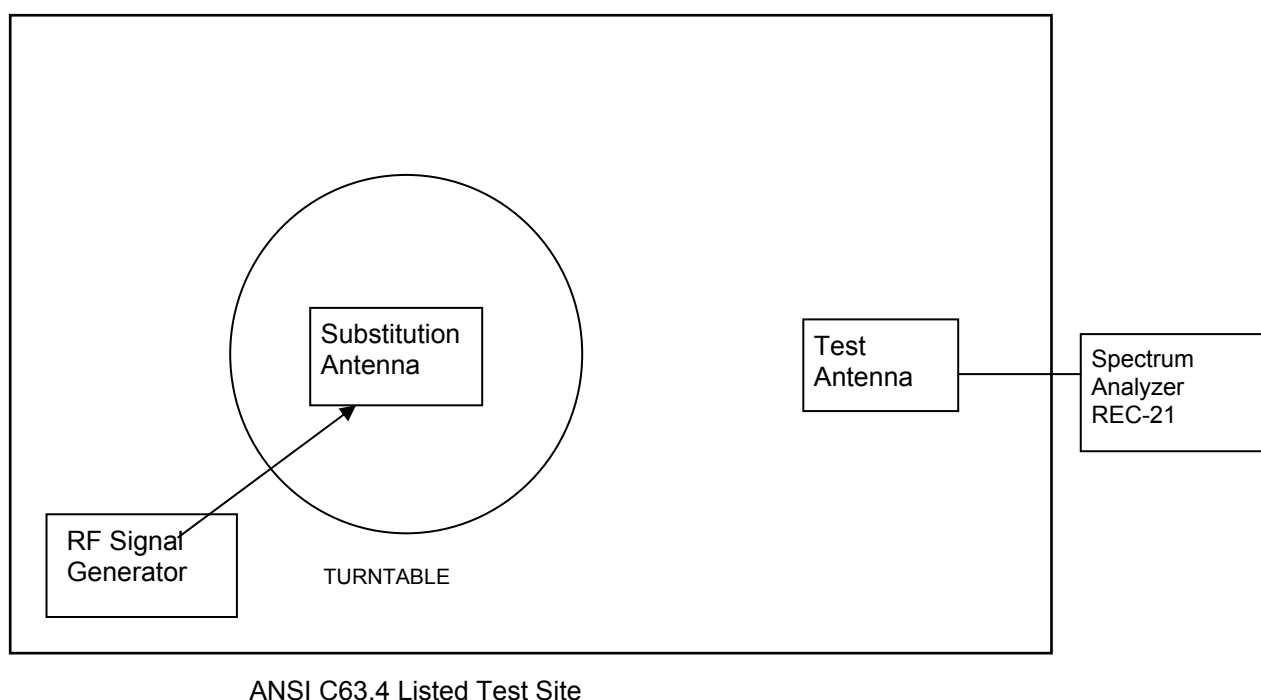 Substitution
Antenna
Test
Antenna
Spectrum
Analyzer
REC-21
RF Signal
Generator
TURNTABLE
ANSI C63.4 Listed Test Site